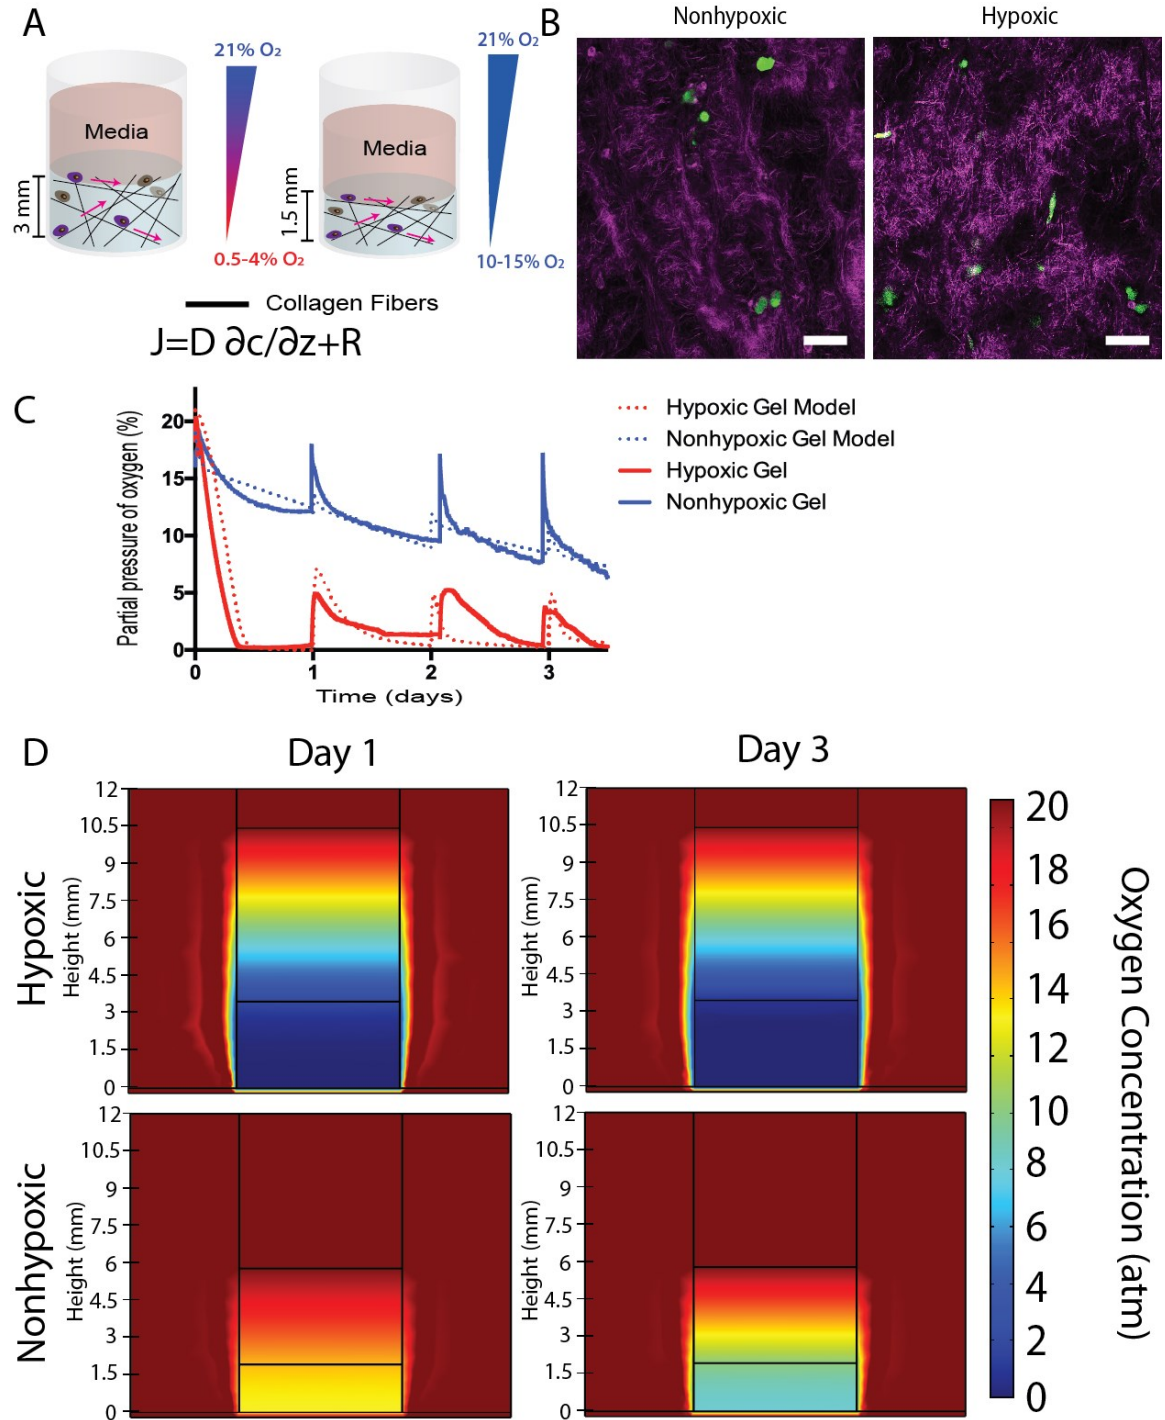 A
21% O₂
21% O₂
Media
Media
3 mm
1.5 mm
0.5-4% O₂
10-15% O₂
Collagen Fibers
J=D ∂c/∂z+R
B
Nonhypoxic
Hypoxic
C
Partial pressure of oxygen (%)
20
15
10
5
0
0
1
2
3
Time (days)
Hypoxic Gel Model
Nonhypoxic Gel Model
Hypoxic Gel
Nonhypoxic Gel
D
Day 1
Day 3
Hypoxic
Height (mm)
12
10.5
9
7.5
6
4.5
3
1.5
0
Height (mm)
12
10.5
9
7.5
6
4.5
3
1.5
0
Nonhypoxic
Height (mm)
12
10.5
9
7.5
6
4.5
3
1.5
0
Height (mm)
12
10.5
9
7.5
6
4.5
3
1.5
0
20
18
16
14
12
10
8
6
4
2
0
Oxygen Concentration (atm)